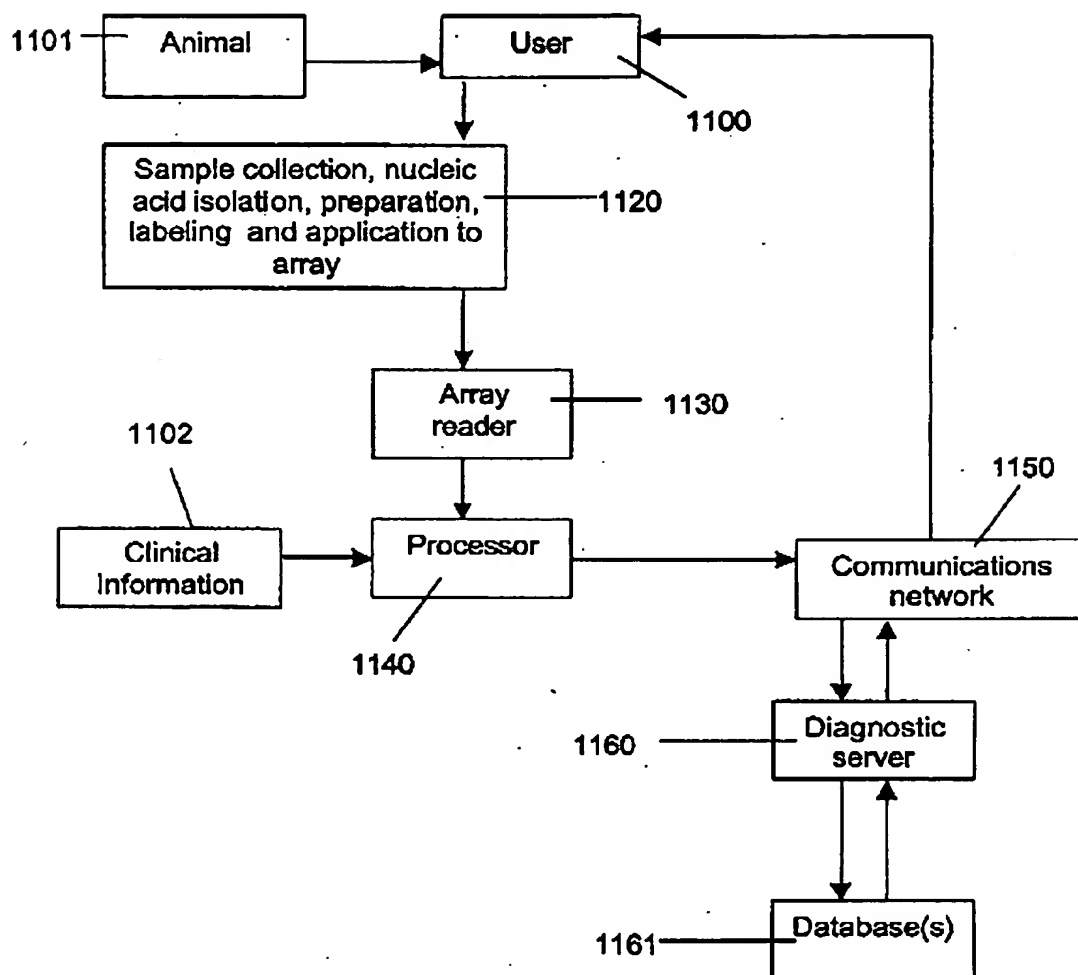 1101
Animal
User
1100
Sample collection, nucleic
acid isolation, preparation,
labeling and application to
array
1120
Array
reader
1130
1102
Clinical
Information
Processor
1140
1150
Communications
network
1160
Diagnostic
server
1161
Database(s)